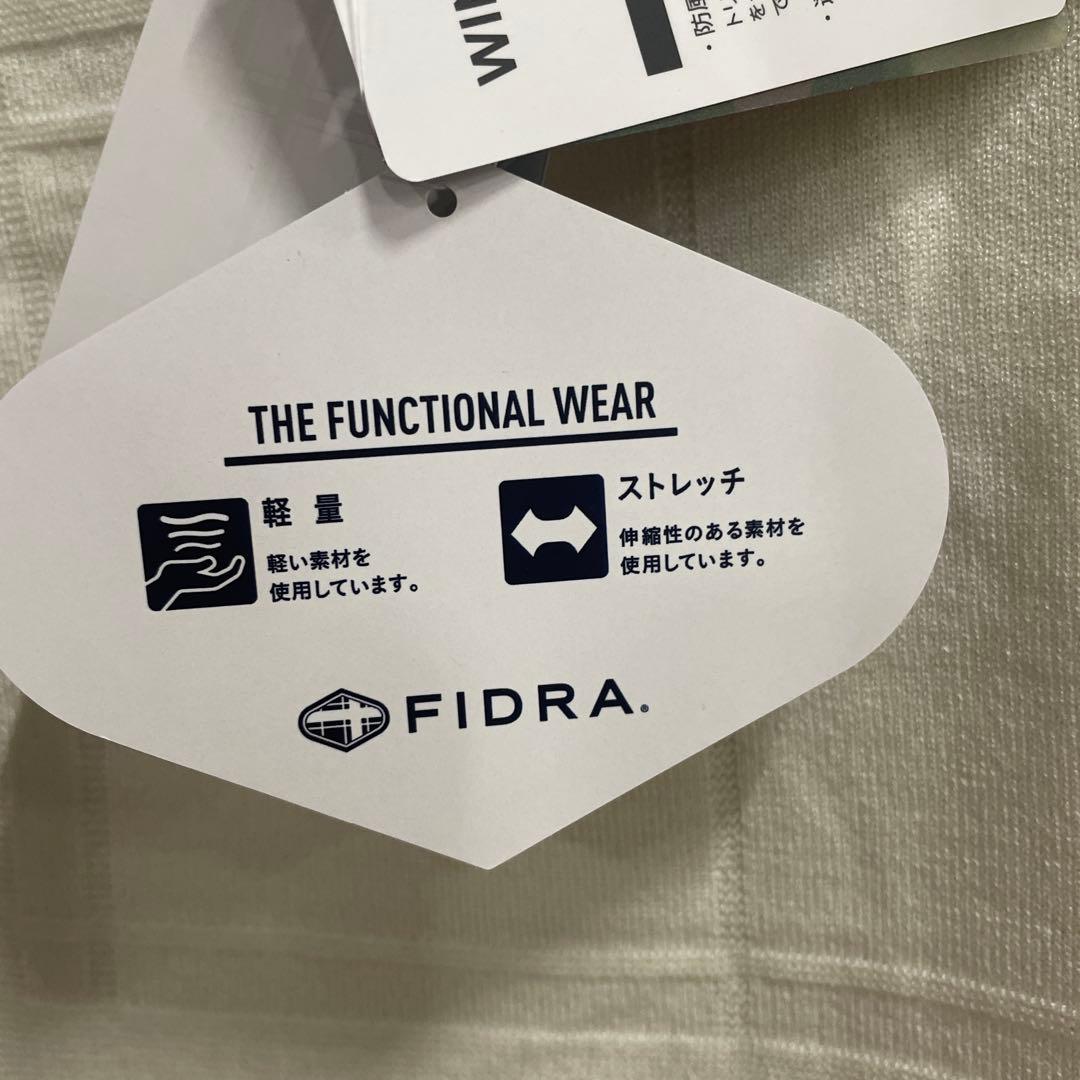 THE FUNCTIONAL WEAR
軽量
軽い素材を
使用しています。
ストレッチ
伸縮性のある素材を
使用しています。
FIDRA®